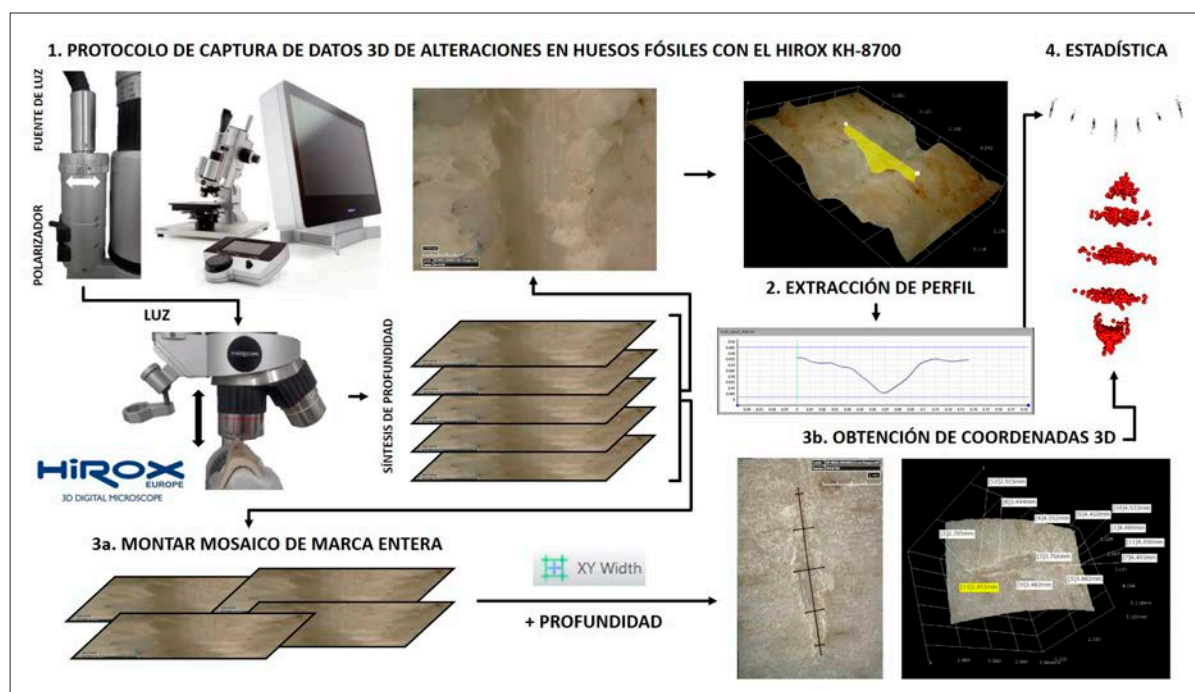 1. PROTOCOLO DE CAPTURA DE DATOS 3D DE ALTERACIONES EN HUESOS FÓSILES CON EL HIROX KH-8700
4. ESTADÍSTICA
FUENTE DE LUZ
POLARIZADOR
LUZ
SÍNTESIS DE PROFUNDIDAD
2. EXTRACCIÓN DE PERFIL
HIROX
EUROPE
3D DIGITAL MICROSCOPE
3b. OBTENCIÓN DE COORDENADAS 3D
3a. MONTAR MOSAICO DE MARCA ENTERA
XY Width
+ PROFUNDIDAD